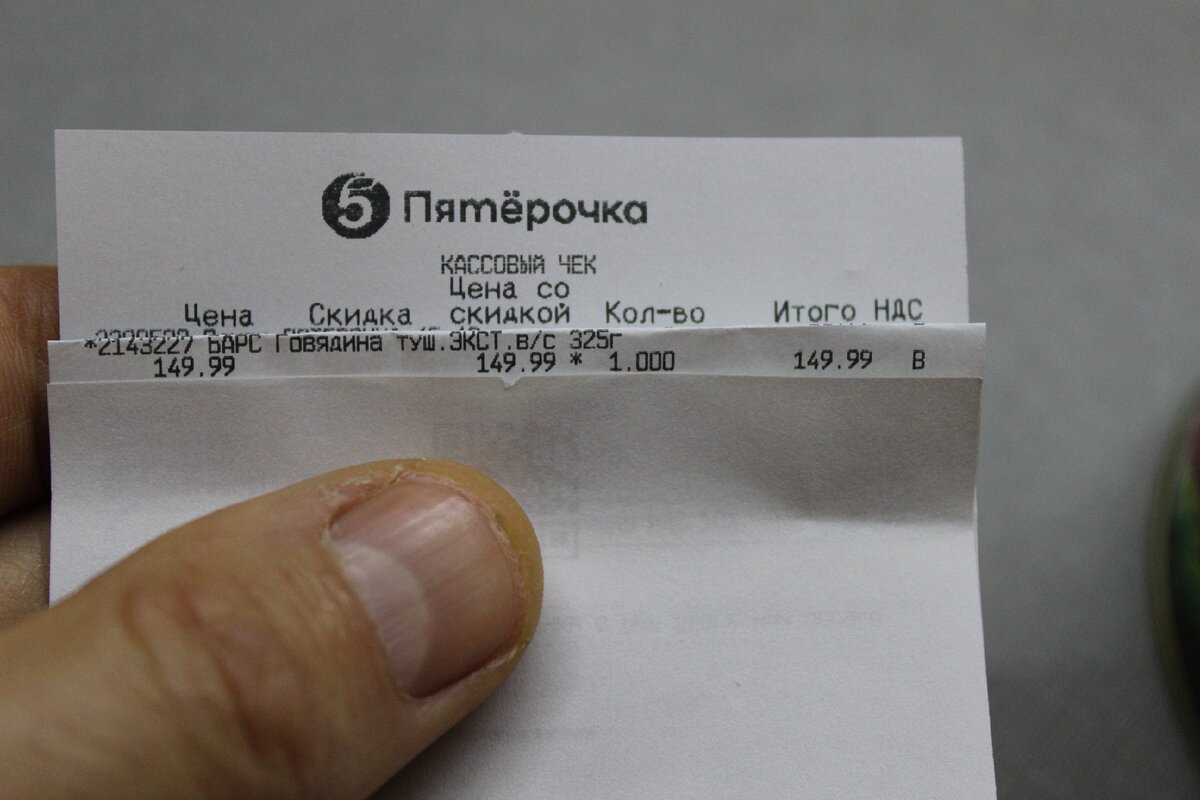 5 Пятёрочка
КАССОВЫЙ ЧЕК
Цена со
Цена Скидка скидкой Кол-во Итого НДС
*2143227 БАРС Говядина туш.ЭКСТ.в/с 325г
149.99 149.99 * 1.000 149.99 В